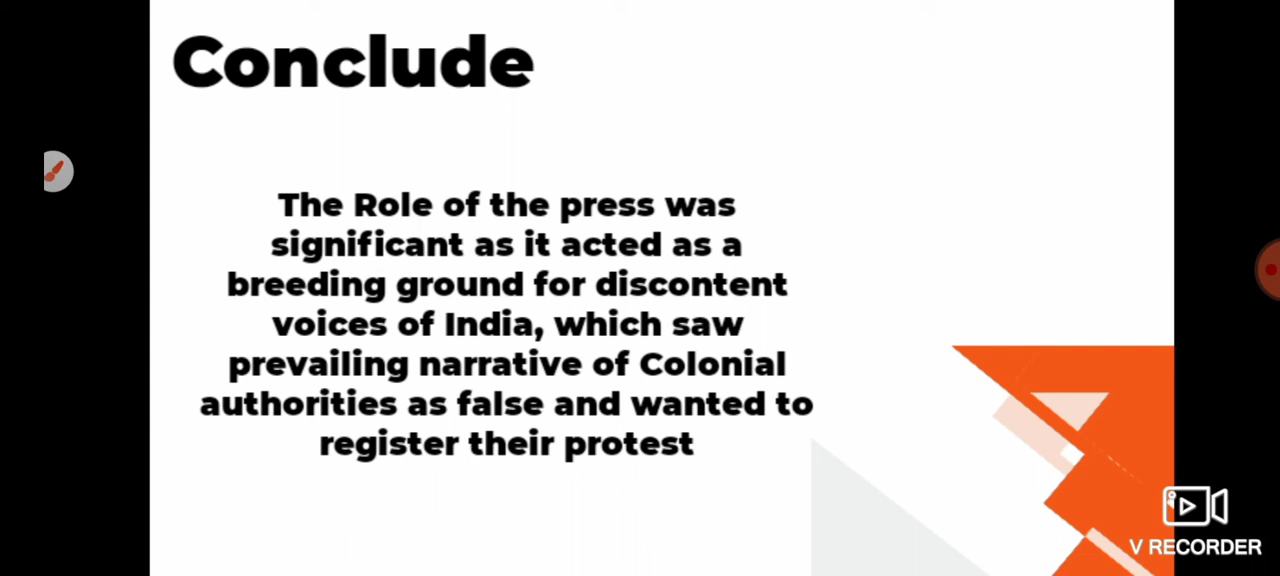 Conclude
The Role of the press was
significant as it acted as a
breeding ground for discontent
voices of India, which saw
prevailing narrative of Colonial
authorities as false and wanted to
register their protest
V RECORDER